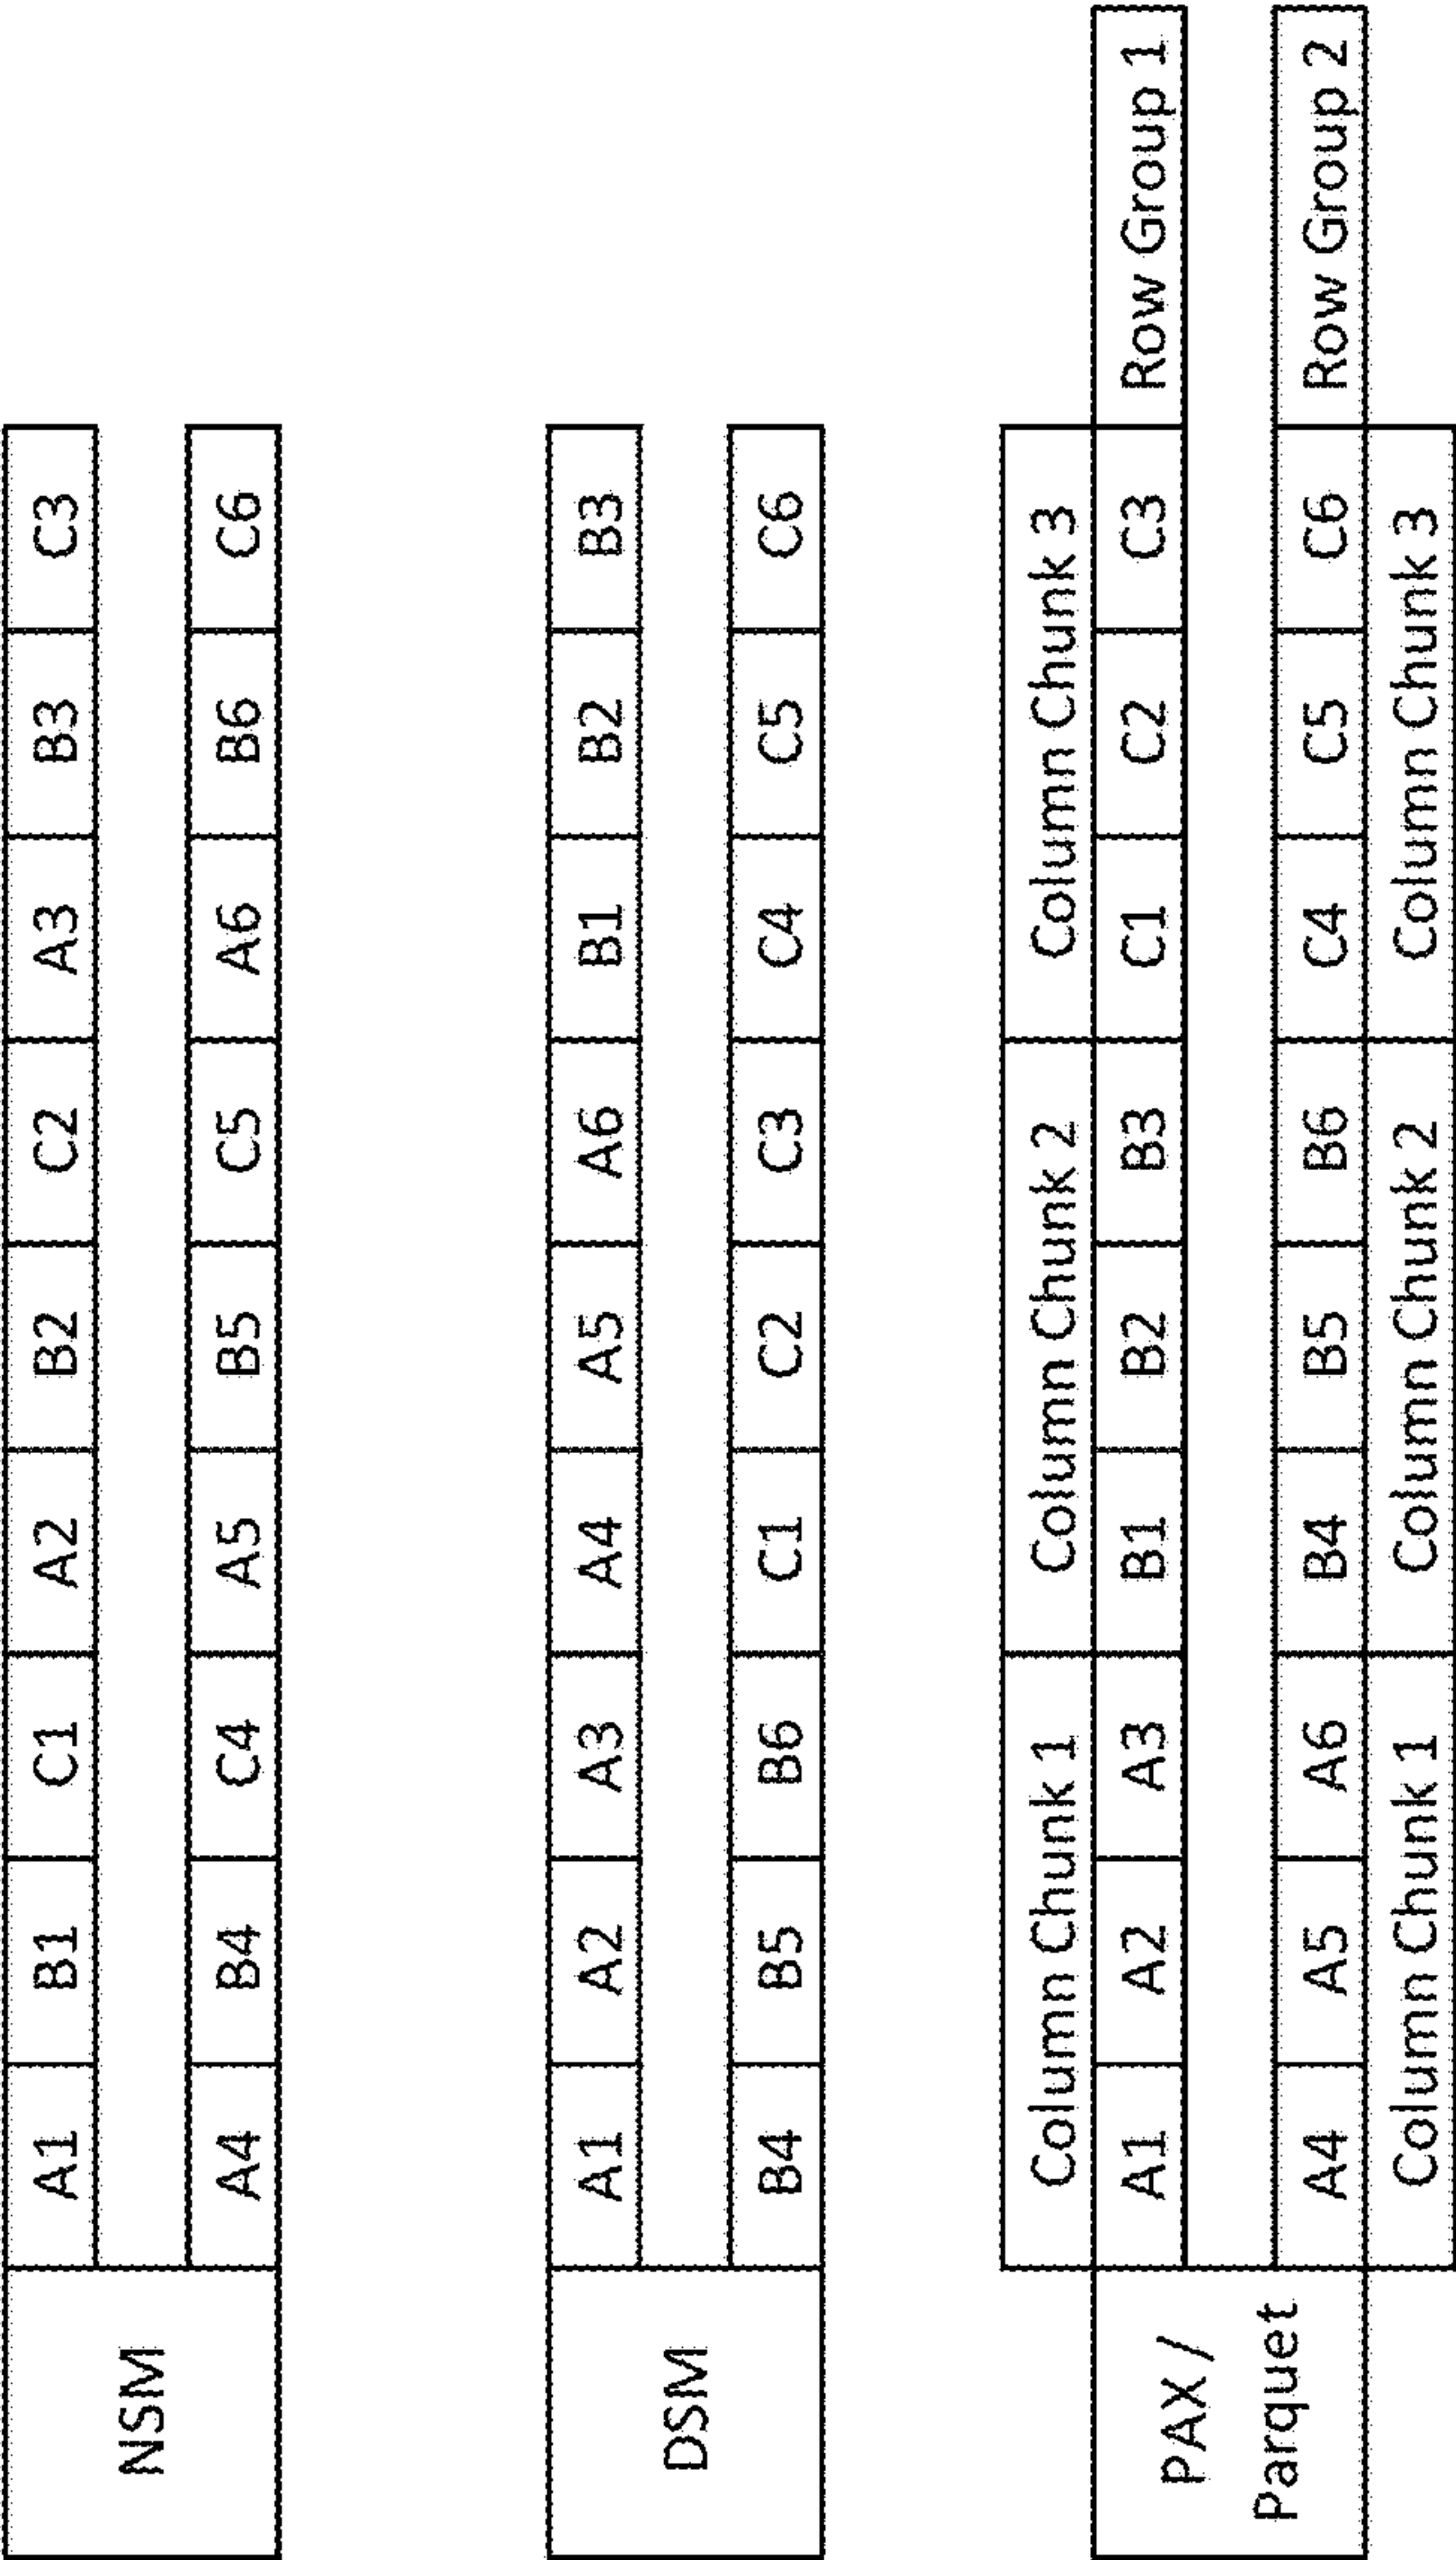 NSM
A1 B1 C1 A2 B2 C2 A3 B3 C3
A4 B4 C4 A5 B5 C5 A6 B6 C6
DSM
A1 A2 A3 A4 A5 A6 B1 B2 B3
B4 B5 B6 C1 C2 C3 C4 C5 C6
PAX /
Parquet
Column Chunk 1 Column Chunk 2 Column Chunk 3
A1 A2 A3 B1 B2 B3 C1 C2 C3 Row Group 1
A4 A5 A6 B4 B5 B6 C4 C5 C6 Row Group 2
Column Chunk 1 Column Chunk 2 Column Chunk 3